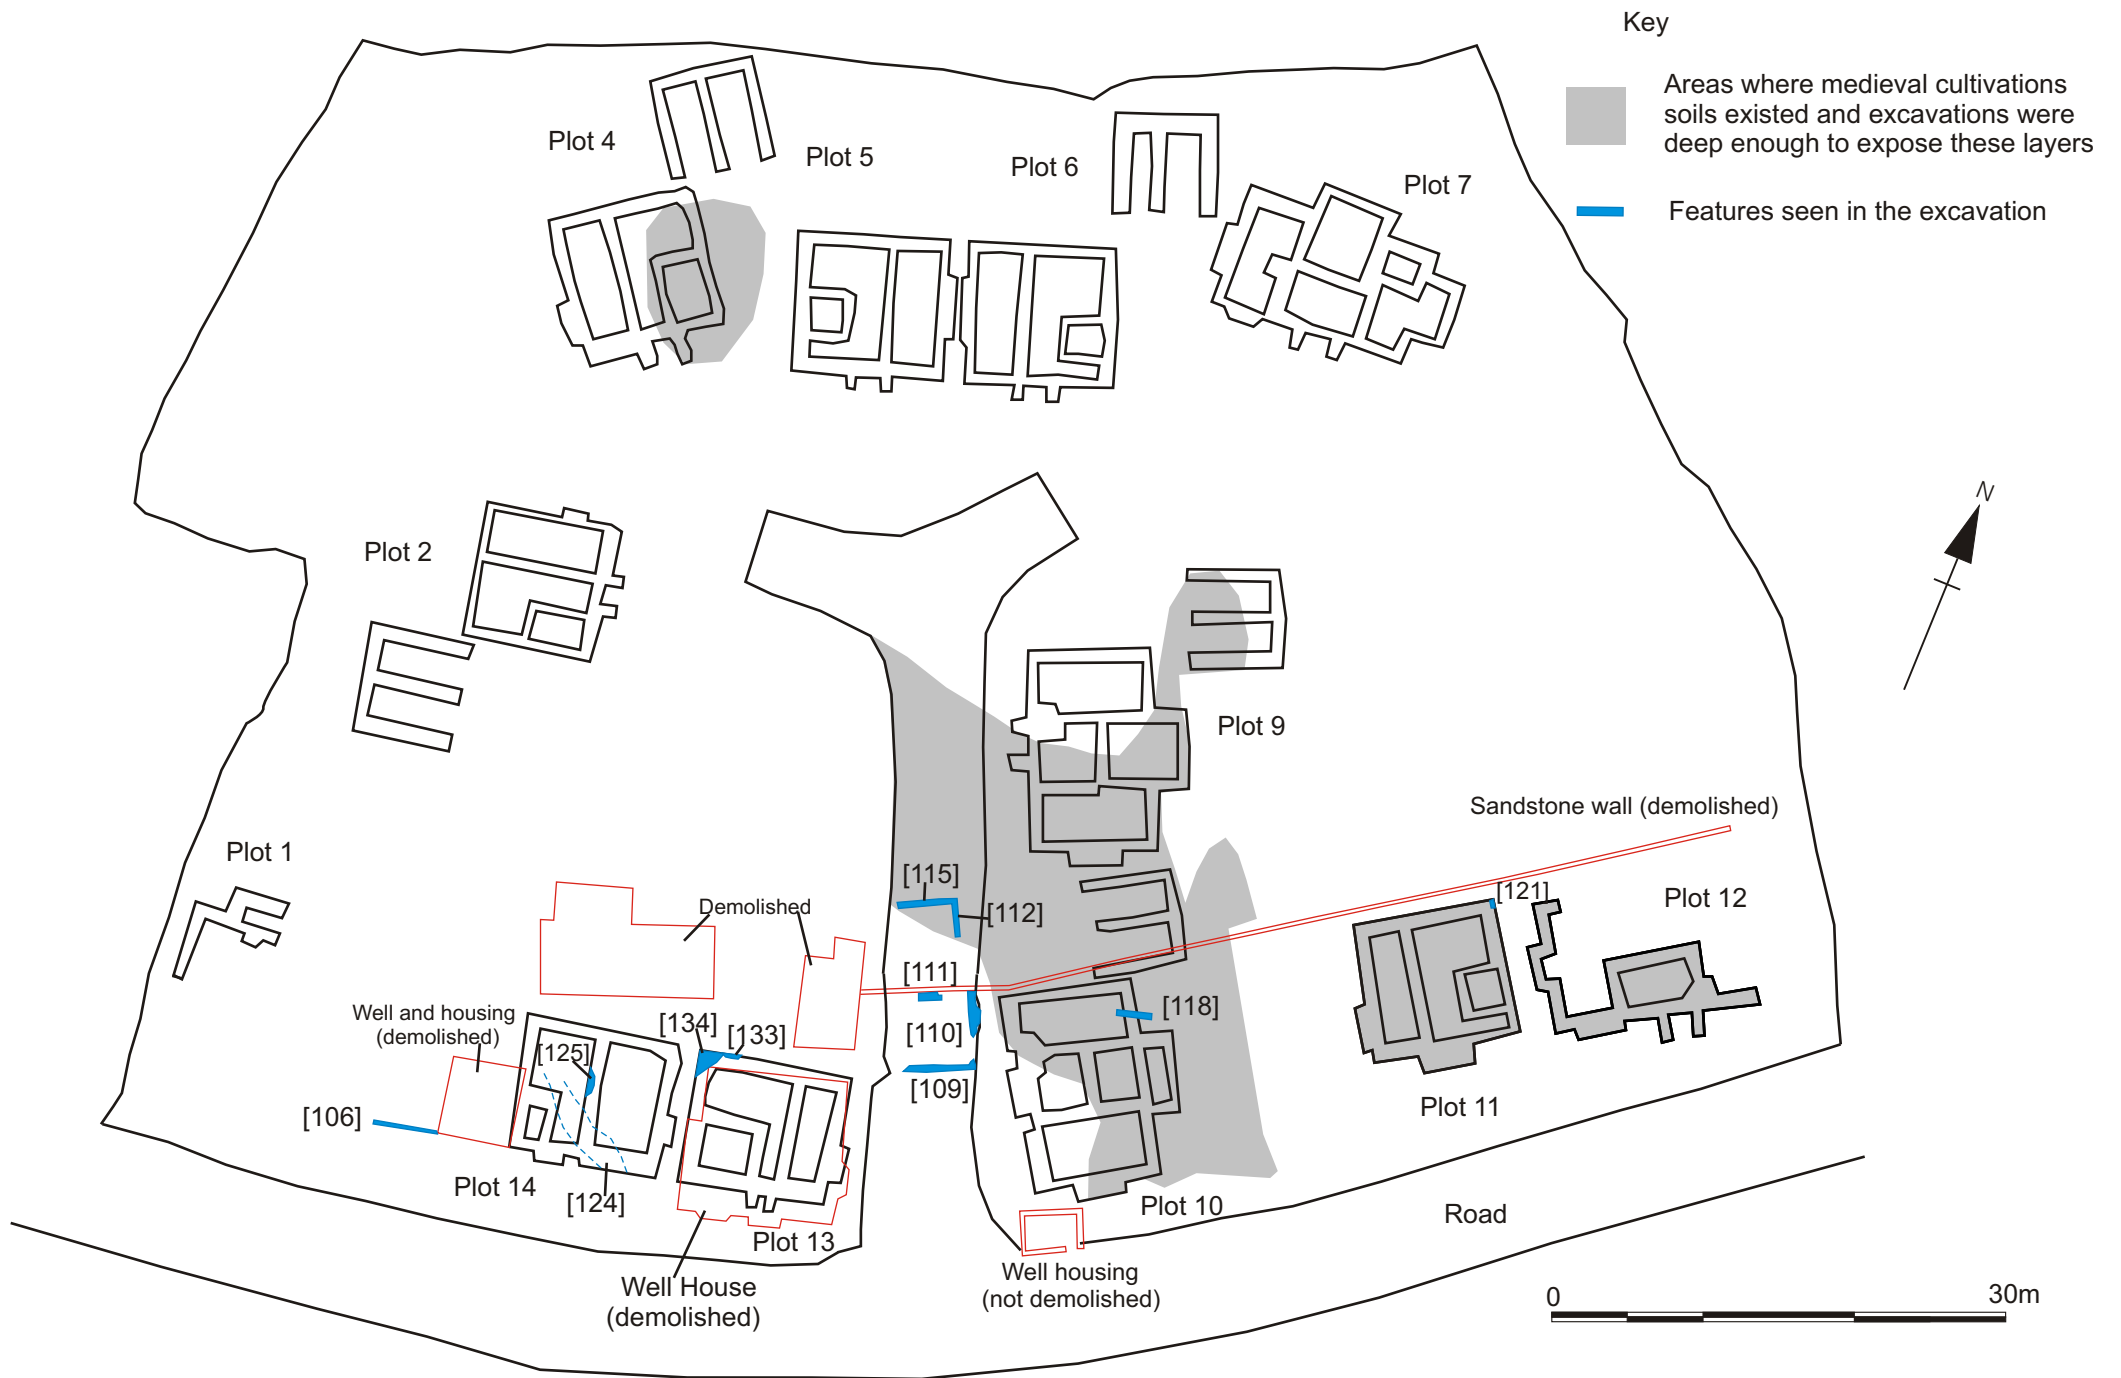 Key
Areas where medieval cultivations
soils existed and excavations were
deep enough to expose these layers
Features seen in the excavation
Plot 4
Plot 5
Plot 6
Plot 7
N
Plot 2
Plot 9
Sandstone wall (demolished)
Plot 1
[115]
[112]
[121]
Plot 12
Demolished
[111]
Well and housing
(demolished)
[134]
[133]
[110]
[118]
[125]
[109]
[106]
Plot 11
Plot 14
[124]
Plot 10
Road
Plot 13
Well House
(demolished)
Well housing
(not demolished)
0
30m